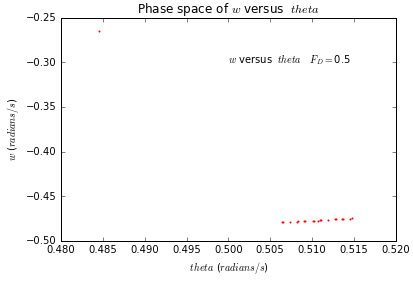 Phase space of w versus theta
−0.25
−0.30
−0.35
−0.40
−0.45
−0.50
w (radians/s)
w versus theta F_D = 0.5
0.480 0.485 0.490 0.495 0.500 0.505 0.510 0.515 0.520
theta (radians/s)